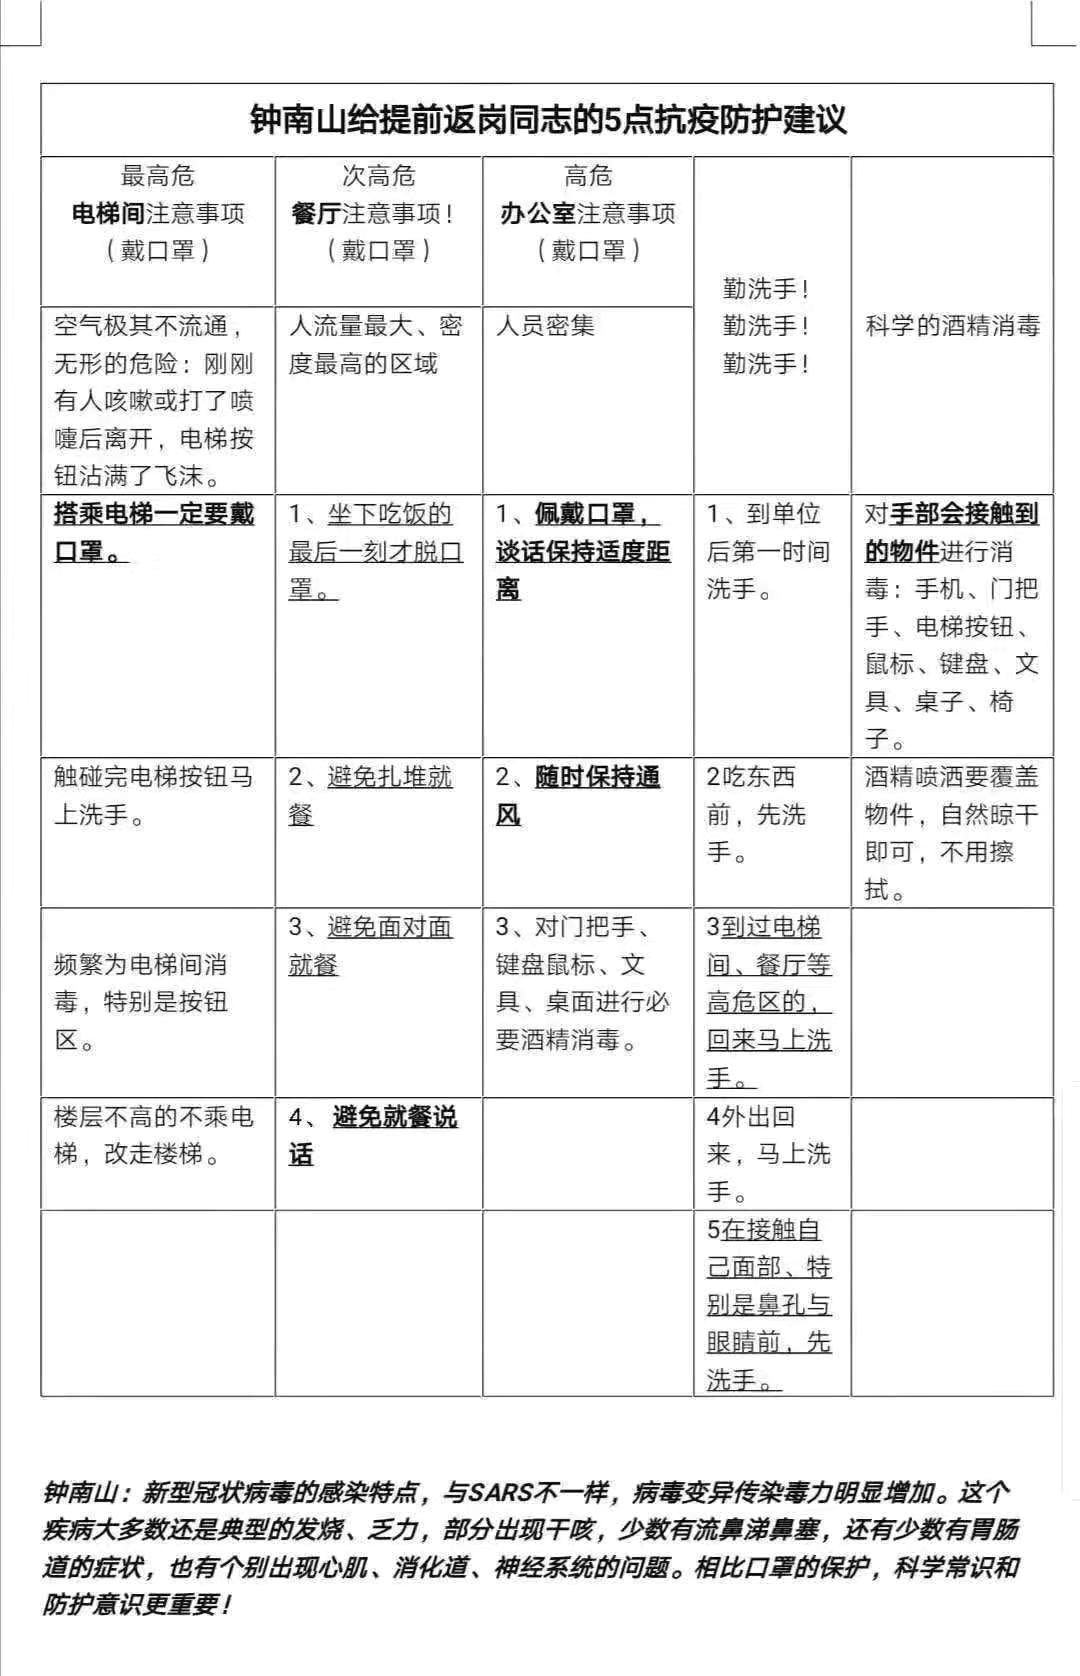 钟南山给提前返岗同志的5点抗疫防护建议
最高危
电梯间注意事项
（戴口罩）
次高危
餐厅注意事项！
（戴口罩）
高危
办公室注意事项
（戴口罩）
勤洗手！
勤洗手！
勤洗手！
科学的酒精消毒
空气极其不流通，
无形的危险：刚刚
有人咳嗽或打了喷
嚏后离开，电梯按
钮沾满了飞沫。
人流量最大、密
度最高的区域
人员密集
搭乘电梯一定要戴
口罩。
1、坐下吃饭的
最后一刻才脱口
罩。
1、佩戴口罩，
谈话保持适度距
离
1、到单位
后第一时间
洗手。
对手部会接触到
的物件进行消
毒：手机、门把
手、电梯按钮、
鼠标、键盘、文
具、桌子、椅
子。
触碰完电梯按钮马
上洗手。
2、避免扎堆就
餐
2、随时保持通
风
2吃东西
前，先洗
手。
酒精喷洒要覆盖
物件，自然晾干
即可，不用擦
拭。
频繁为电梯间消
毒，特别是按钮
区。
3、避免面对面
就餐
3、对门把手、
键盘鼠标、文
具、桌面进行必
要酒精消毒。
3到过电梯
间、餐厅等
高危区的，
回来马上洗
手。
楼层不高的不乘电
梯，改走楼梯。
4、 避免就餐说
话
4外出回
来，马上洗
手。
5在接触自
己面部、特
别是鼻孔与
眼睛前，先
洗手。
钟南山：新型冠状病毒的感染特点，与SARS不一样，病毒变异传染毒力明显增加。这个
疾病大多数还是典型的发烧、乏力，部分出现干咳，少数有流鼻涕鼻塞，还有少数有胃肠
道的症状，也有个别出现心肌、消化道、神经系统的问题。相比口罩的保护，科学常识和
防护意识更重要！